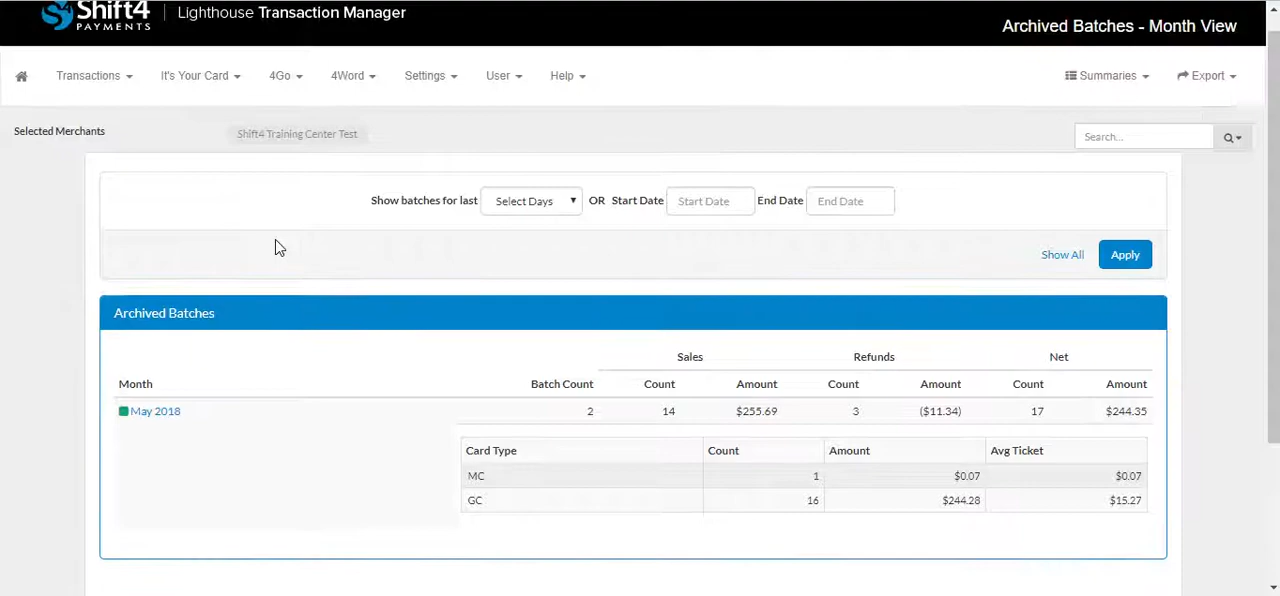 Shift4 PAYMENTS | Lighthouse Transaction Manager
Archived Batches - Month View
Transactions It's Your Card 4Go 4Word Settings User Help Summaries Export
Selected Merchants Shift4 Training Center Test Search...
Show batches for last Select Days OR Start Date Start Date End Date End Date
Show All Apply
Archived Batches
Sales Refunds Net
Month Batch Count Count Amount Count Amount Count Amount
May 2018 2 14 $255.69 3 ($11.34) 17 $244.35
Card Type Count Amount Avg Ticket
MC 1 $0.07 $0.07
GC 16 $244.28 $15.27